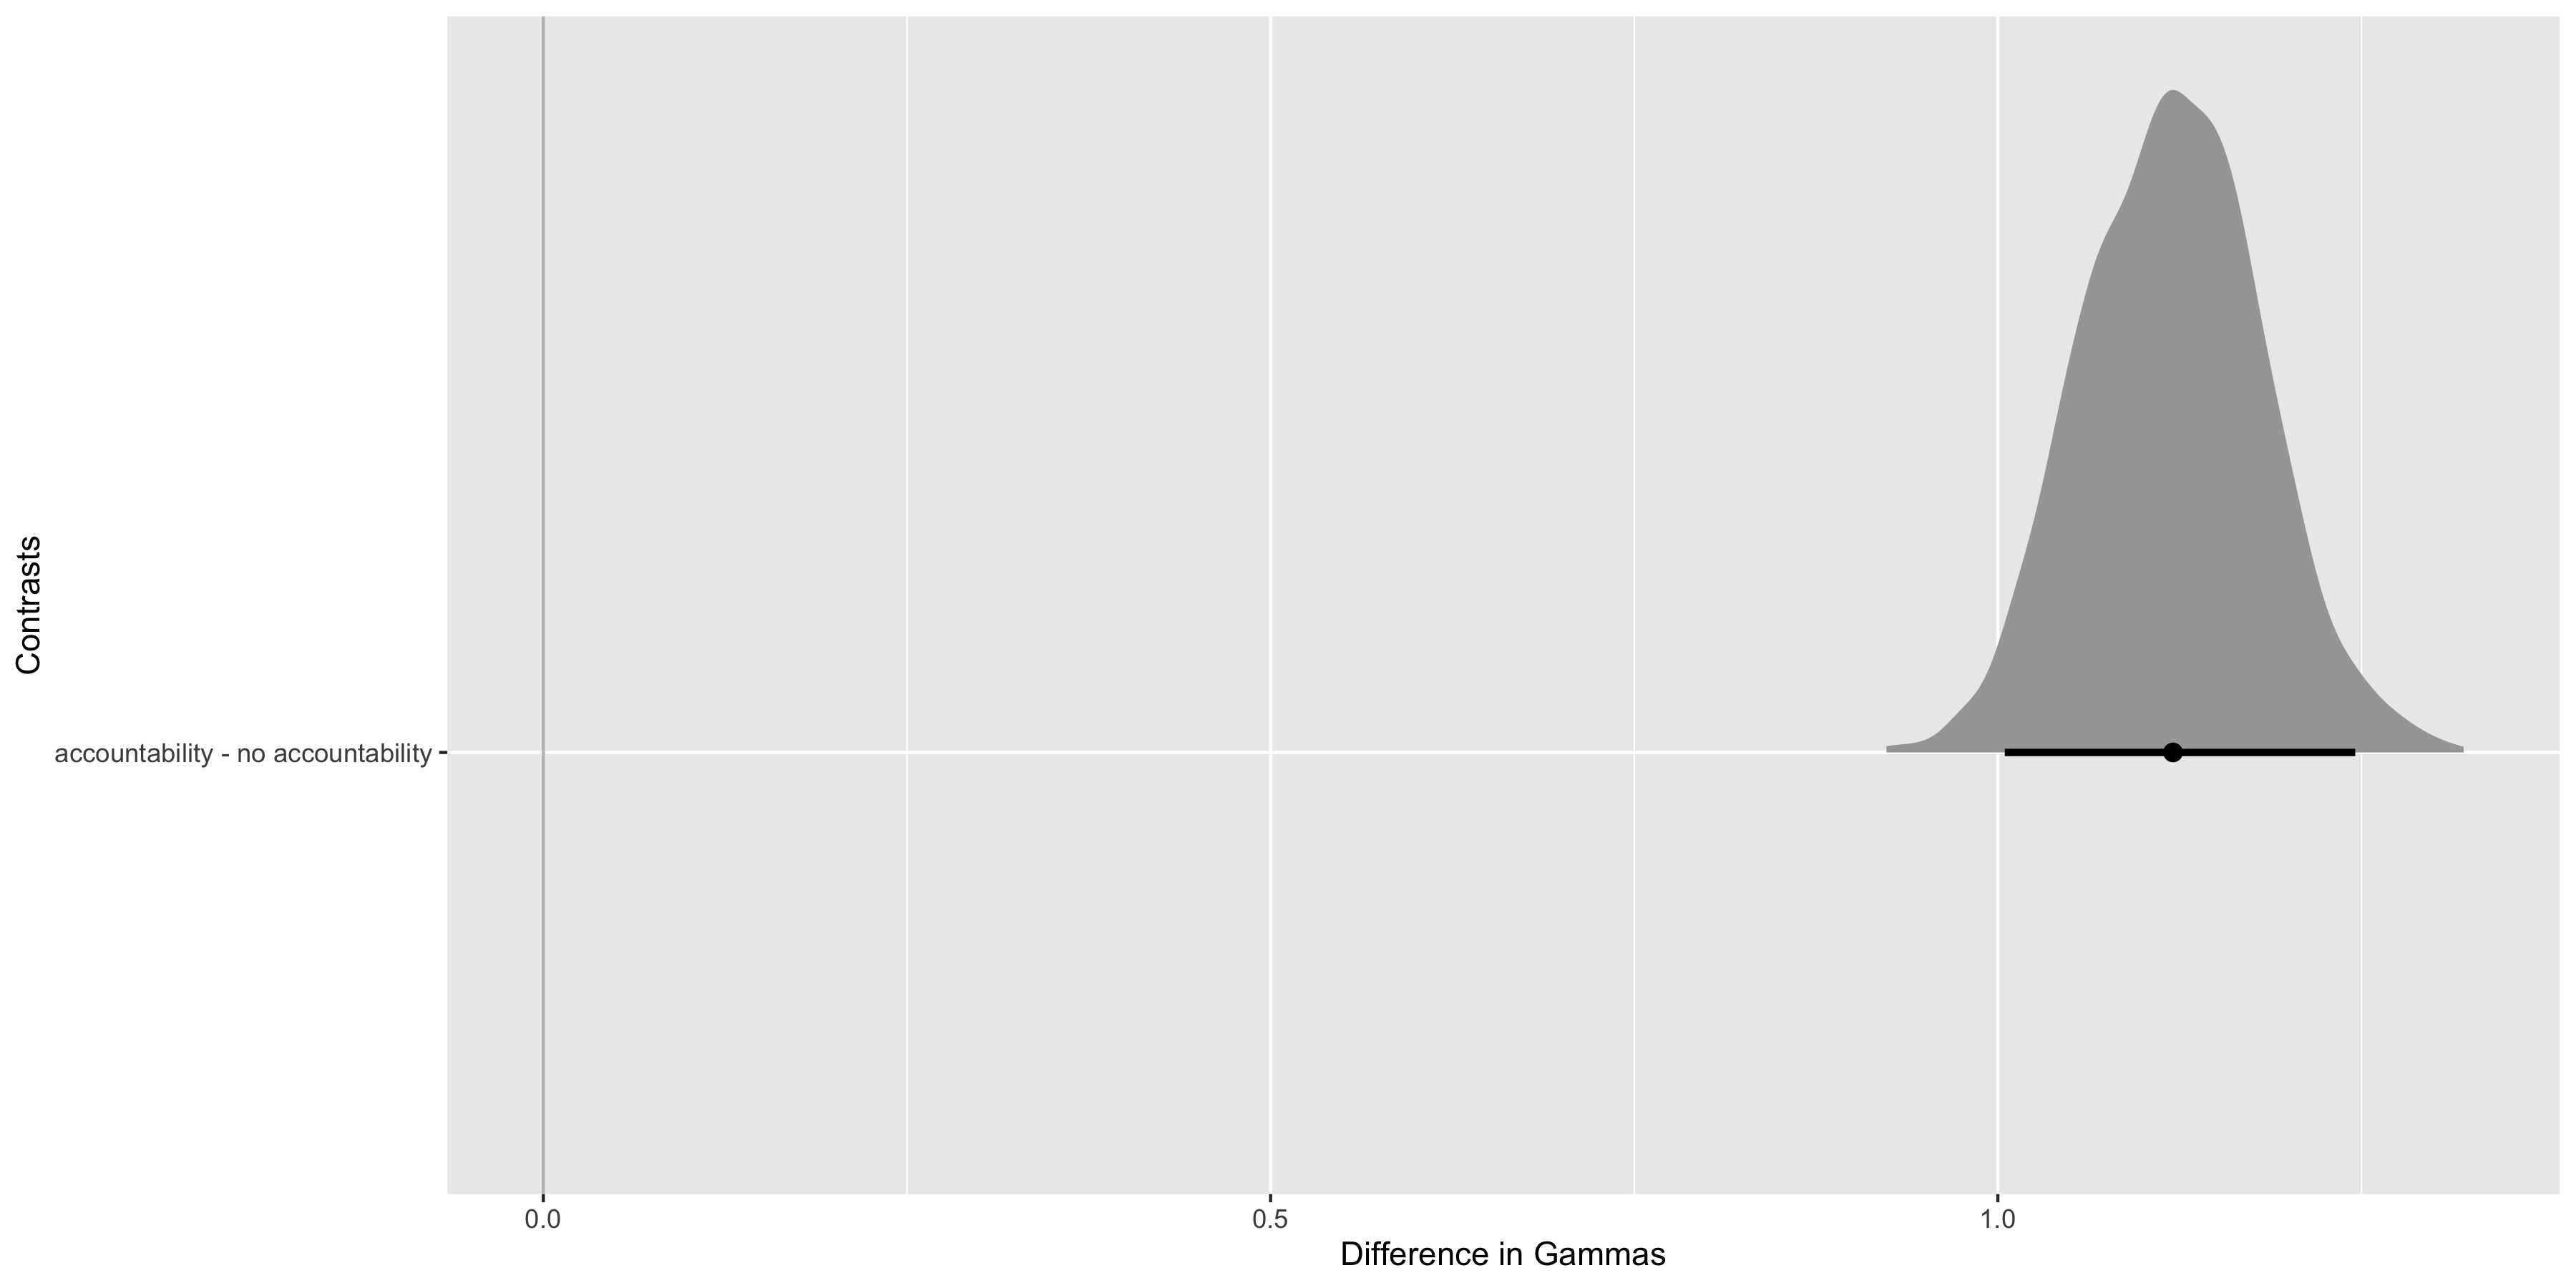 Contrasts
accountability - no accountability
0.0
0.5
1.0
Difference in Gammas